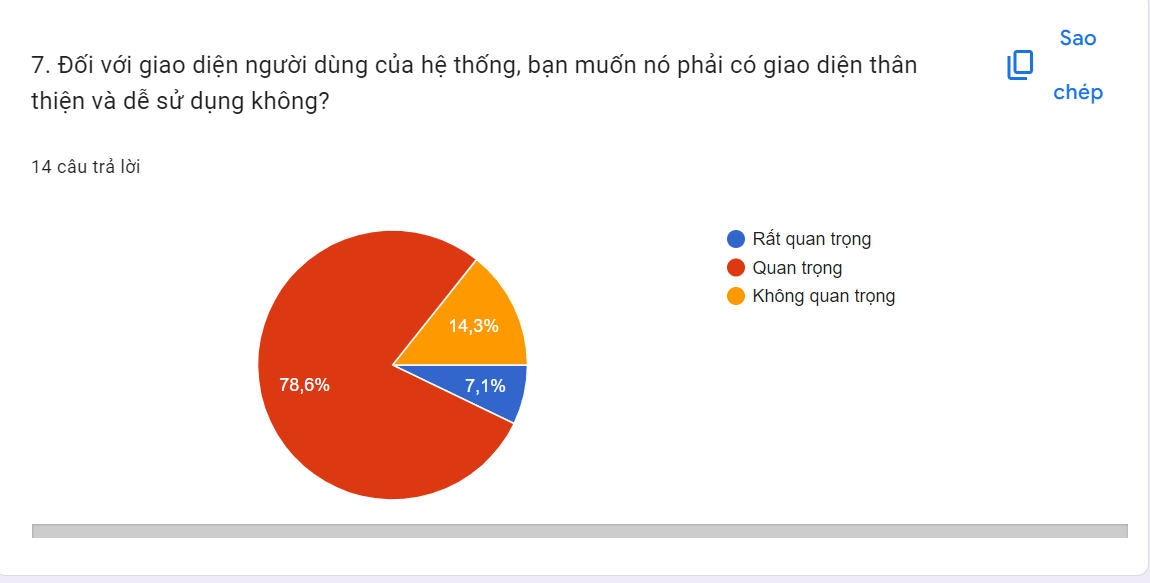 7. Đối với giao diện người dùng của hệ thống, bạn muốn nó phải có giao diện thân
thiện và dễ sử dụng không?
Sao
chép
14 câu trả lời
Rất quan trọng
Quan trọng
Không quan trọng
14,3%
78,6%
7,1%